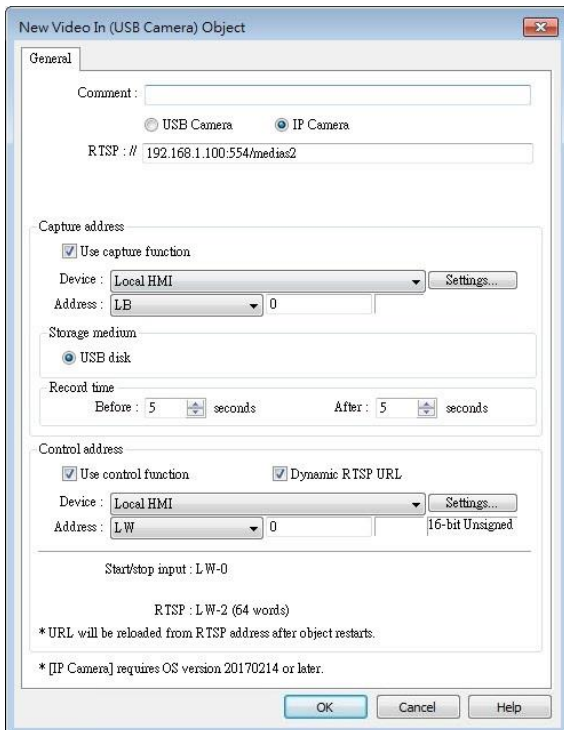 New Video In (USB Camera) Object
General
Comment :
USB Camera IP Camera
RTSP : // 192.168.1.100:554/medias2
Capture address
Use capture function
Device : Local HMI Settings...
Address : LB 0
Storage medium
USB disk
Record time
Before : 5 seconds After : 5 seconds
Control address
Use control function Dynamic RTSP URL
Device : Local HMI Settings...
Address : LW 0 16-bit Unsigned
Start/stop input : LW-0
RTSP : LW-2 (64 words)
* URL will be reloaded from RTSP address after object restarts.
* [IP Camera] requires OS version 20170214 or later.
OK Cancel Help